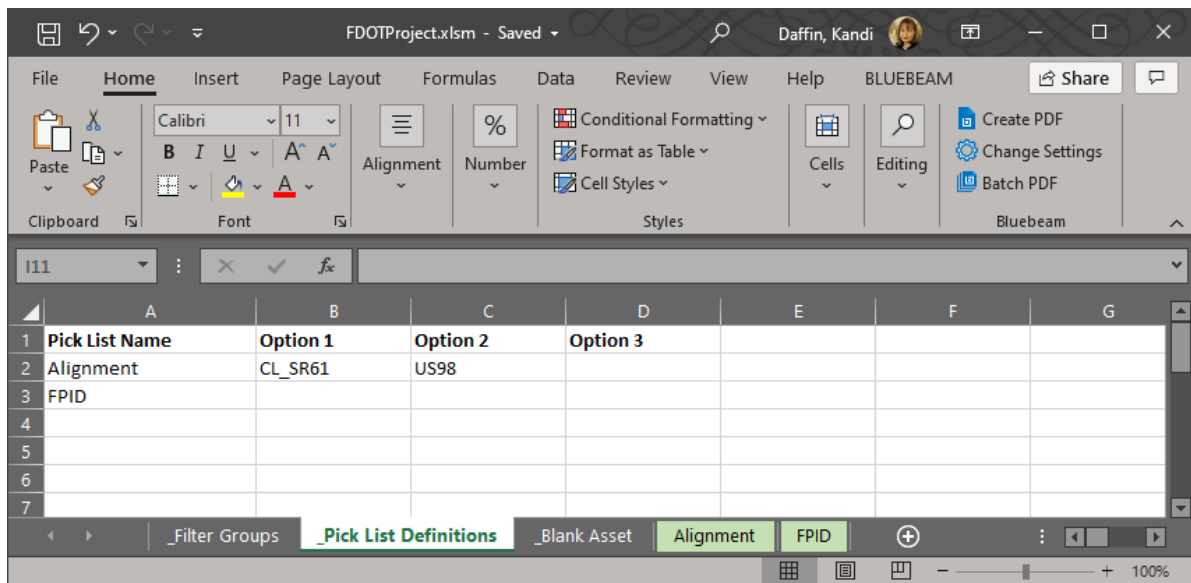 FDOTProject.xlsm - Saved
Daffin, Kandi
File Home Insert Page Layout Formulas Data Review View Help BLUEBEAM Share
Calibri 11
Conditional Formatting
Create PDF
%
B I U A A
Format as Table
Change Settings
Paste
Alignment Number
Cells Editing
A
Cell Styles
Batch PDF
Clipboard Font Styles Bluebeam
I11 fx
A B C D E F G
1 Pick List Name Option 1 Option 2 Option 3
2 Alignment CL_SR61 US98
3 FPID
4
5
6
7
_Filter Groups _Pick List Definitions _Blank Asset Alignment FPID
100%